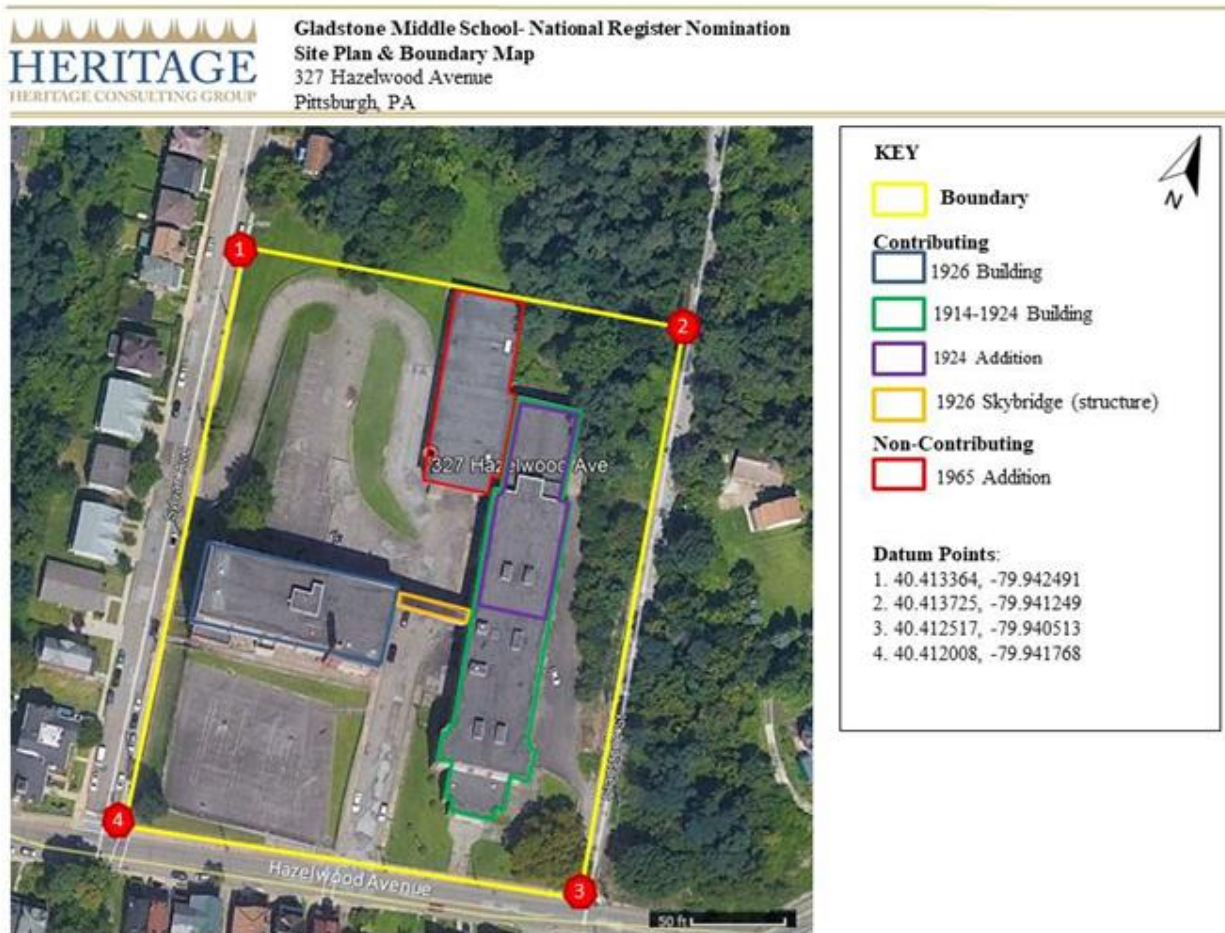 HERITAGE
HERITAGE CONSULTING GROUP
Gladstone Middle School- National Register Nomination
Site Plan & Boundary Map
327 Hazelwood Avenue
Pittsburgh, PA
1
2
327 Hazelwood Ave
4
Hazelwood Avenue
3
50 ft
KEY
N
Boundary
Contributing
1926 Building
1914-1924 Building
1924 Addition
1926 Skybridge (structure)
Non-Contributing
1965 Addition
Datum Points:
1. 40.413364, -79.942491
2. 40.413725, -79.941249
3. 40.412517, -79.940513
4. 40.412008, -79.941768